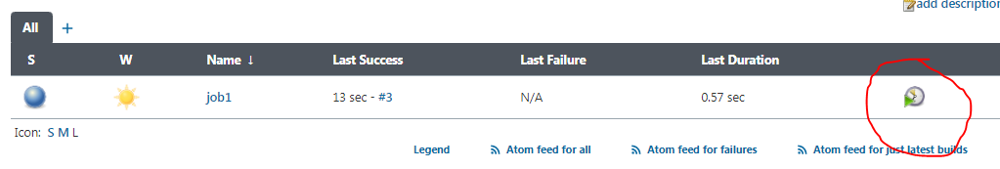 add description
All +
S W Name ↓ Last Success Last Failure Last Duration
job1 13 sec - #3 N/A 0.57 sec
Icon: S M L
Legend Atom feed for all Atom feed for failures Atom feed for just latest builds